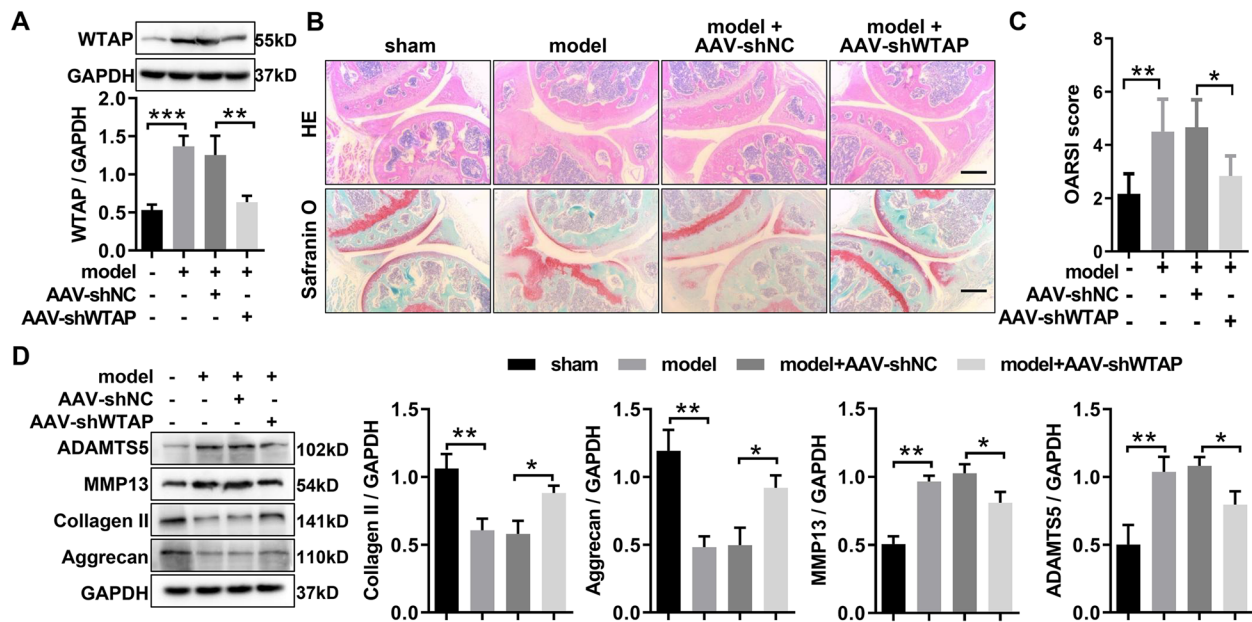 A
WTAP
55kD
GAPDH
37kD
WTAP / GAPDH
2.0
1.5
1.0
0.5
0.0
***
**
model - + + +
AAV-shNC - - + -
AAV-shWTAP - - - +
B
sham
model
model +
AAV-shNC
model +
AAV-shWTAP
HE
Safranin O
C
OARSI score
8
6
4
2
0
**
*
model - + + +
AAV-shNC - - + -
AAV-shWTAP - - - +
D
model - + + +
AAV-shNC - - + -
AAV-shWTAP - - - +
ADAMTS5
102kD
MMP13
54kD
Collagen II
141kD
Aggrecan
110kD
GAPDH
37kD
sham model model+AAV-shNC model+AAV-shWTAP
Collagen II / GAPDH
1.5
1.0
0.5
0.0
**
*
Aggrecan / GAPDH
1.5
1.0
0.5
0.0
**
*
MMP13 / GAPDH
1.5
1.0
0.5
0.0
**
*
ADAMTS5 / GAPDH
1.5
1.0
0.5
0.0
**
*